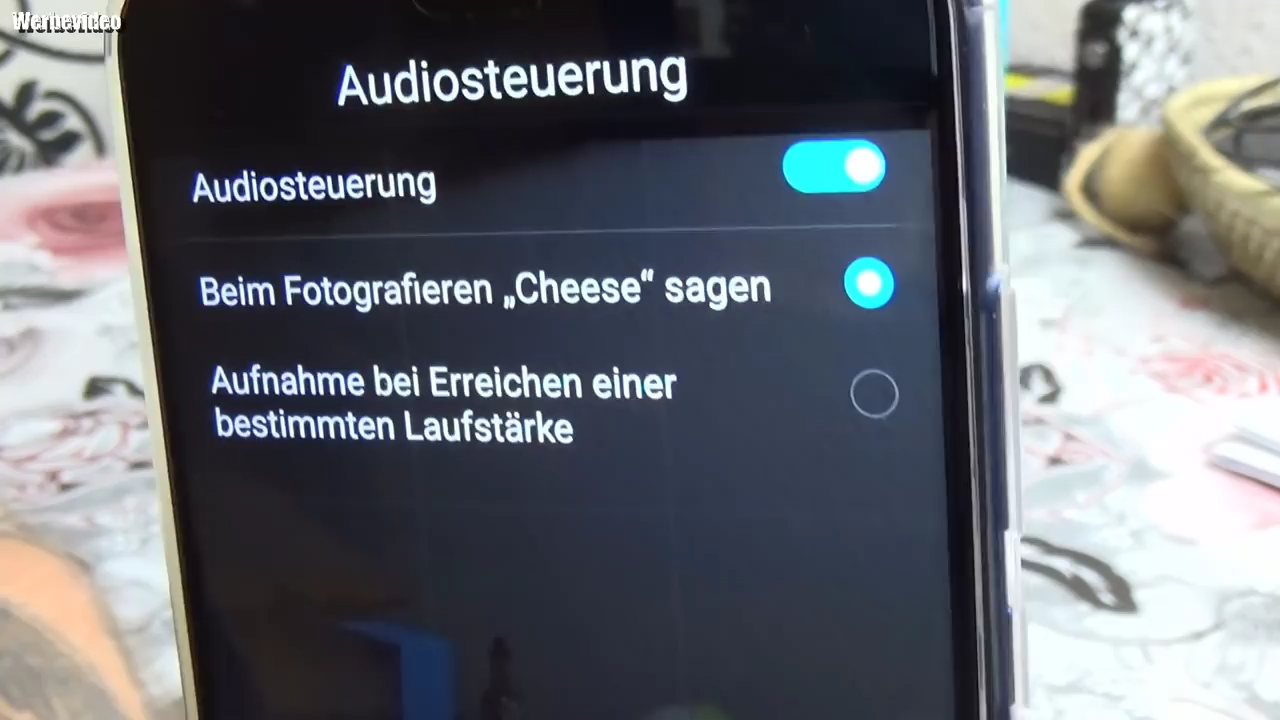 Werbevideo
Audiosteuerung
Audiosteuerung
Beim Fotografieren „Cheese“ sagen
Aufnahme bei Erreichen einer
bestimmten Laufstärke